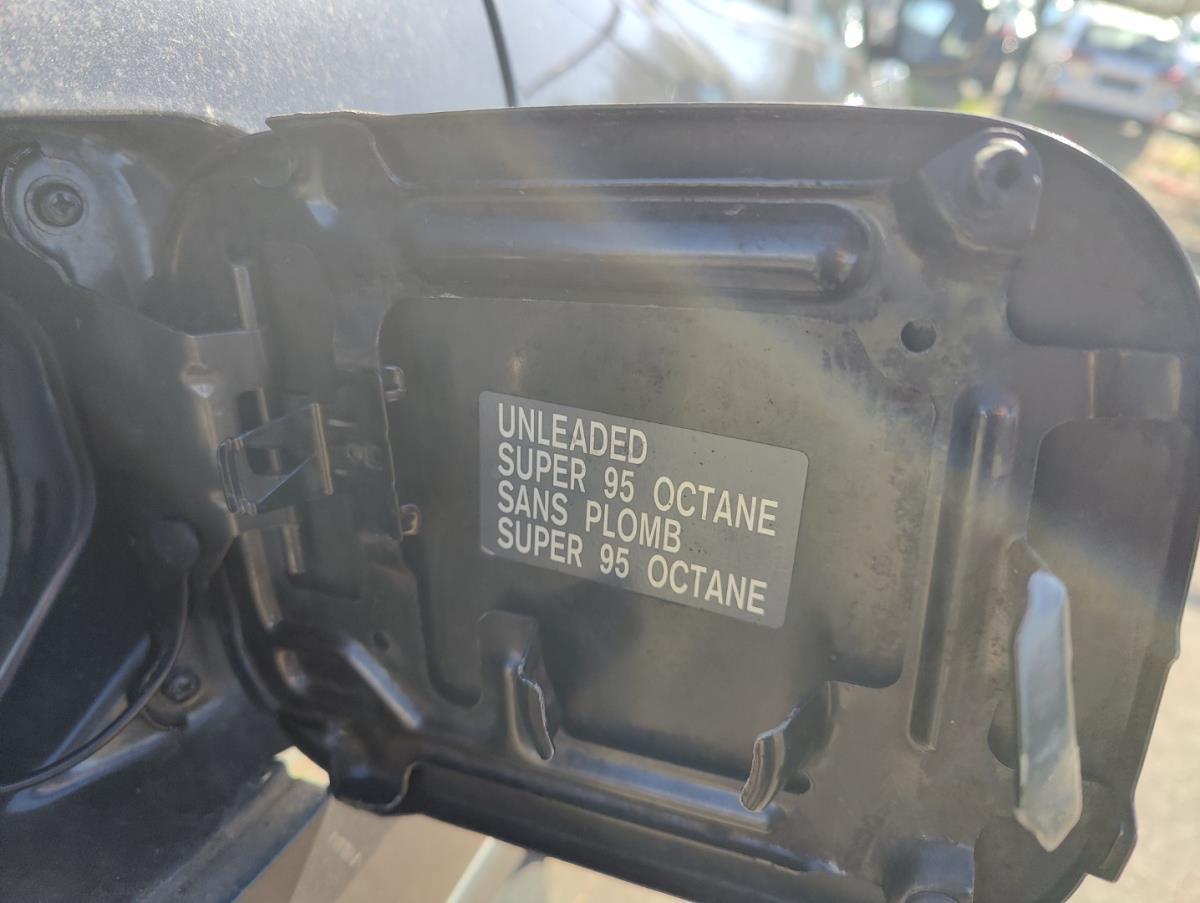 UNLEADED
SUPER 95 OCTANE
SANS PLOMB
SUPER 95 OCTANE